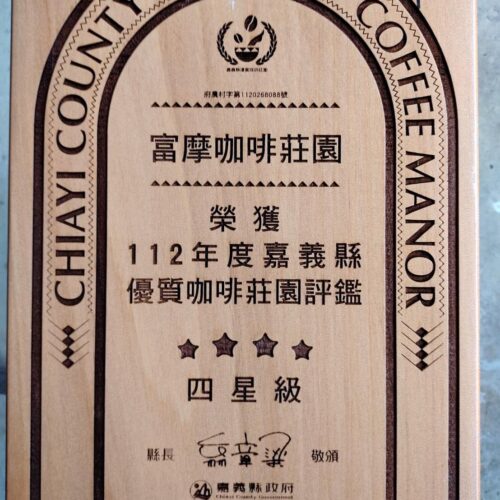 CHIAYI COUNTY
COFFEE MANOR
府農村字第1120268088號
富摩咖啡莊園
榮獲
112年度嘉義縣
優質咖啡莊園評鑑
四星級
縣長
敬頒
嘉義縣政府
Chiayi County Government